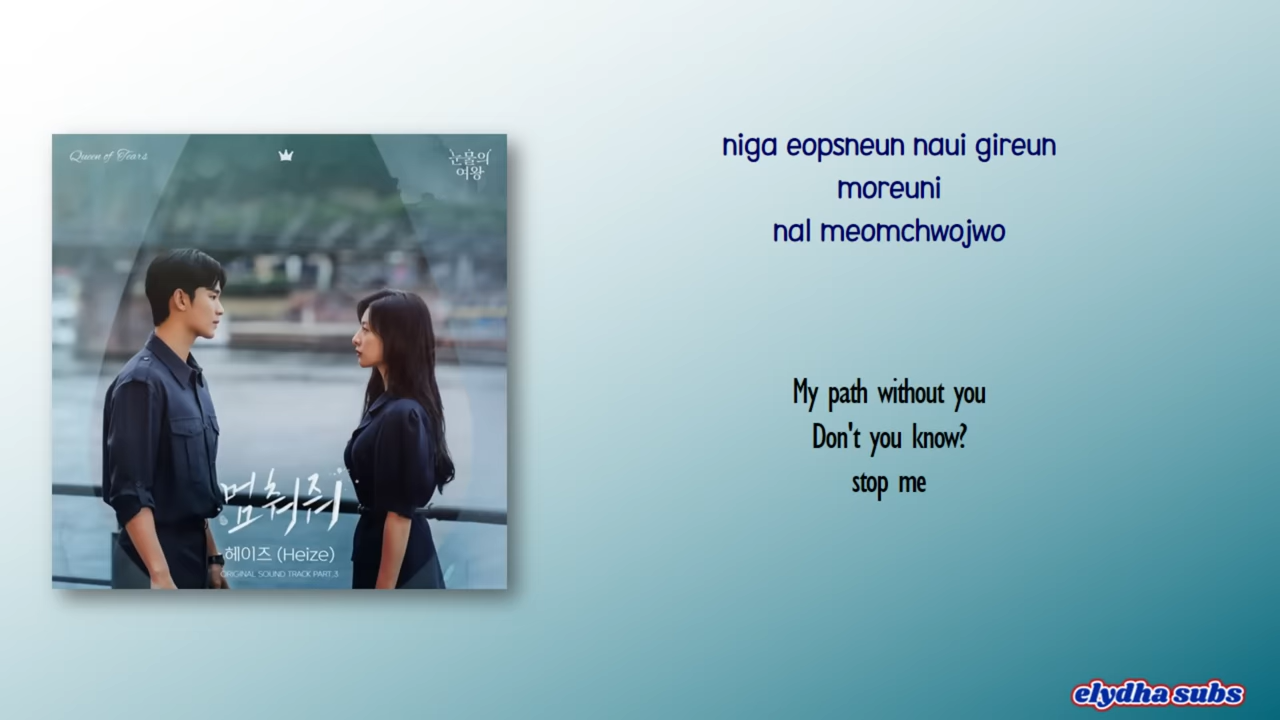 Queen of Tears
눈물의
여왕
멈춰줘
헤이즈 (Heize)
ORIGINAL SOUND TRACK PART.3
niga eopsneun naui gireun
moreuni
nal meomchwojwo
My path without you
Don't you know?
stop me
elydha subs